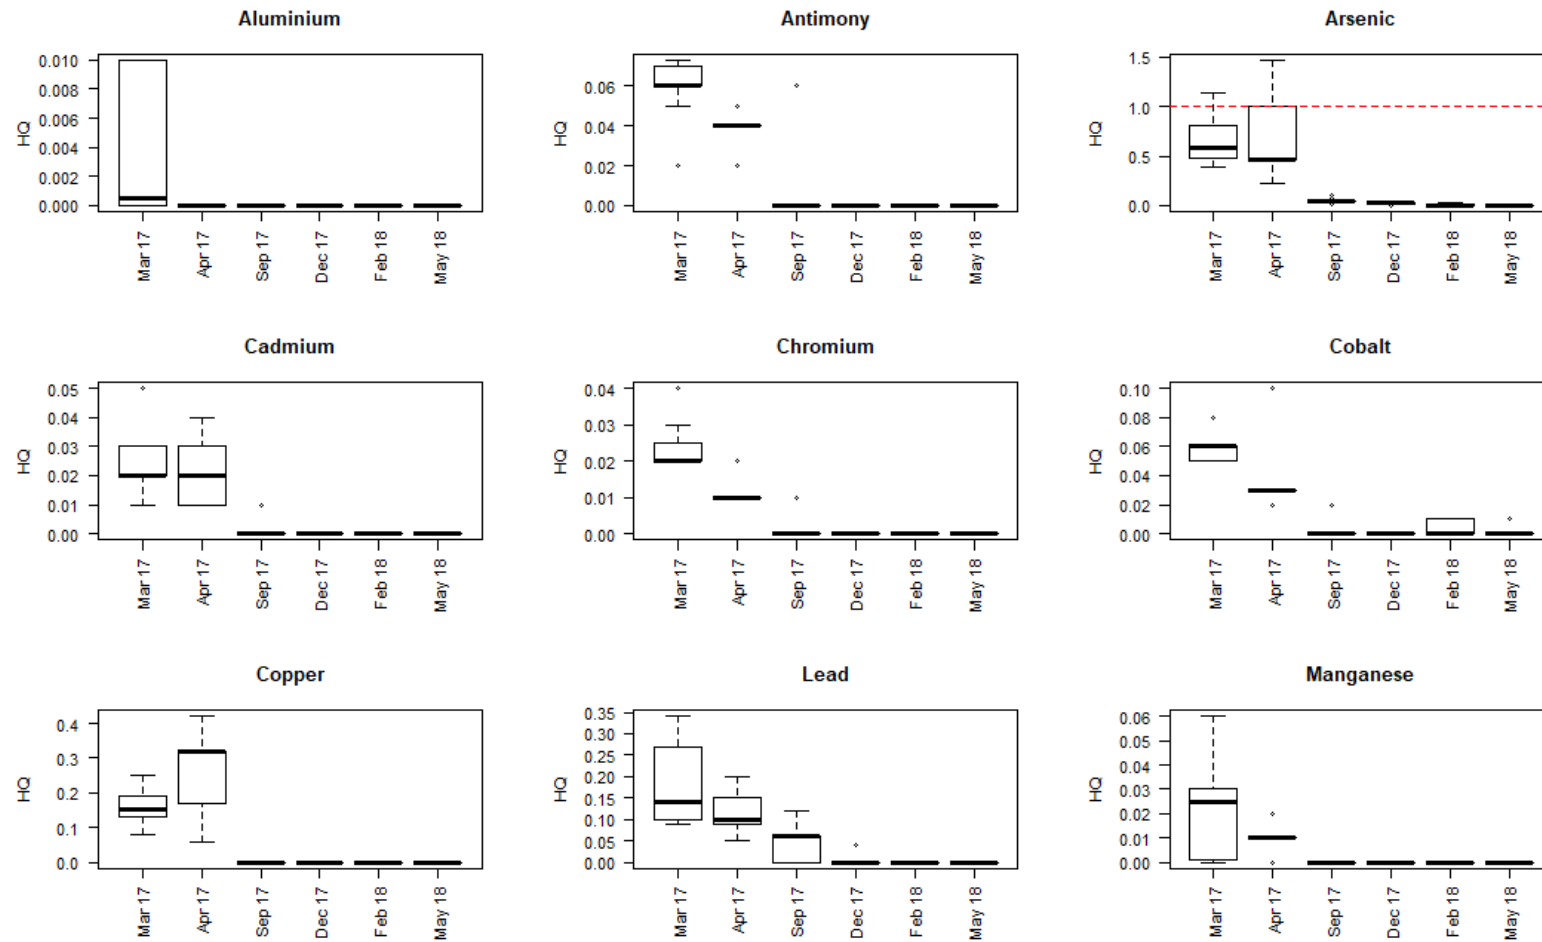 Aluminium
HQ
0.010
0.008
0.006
0.004
0.002
0.000
Mar 17
Apr 17
Sep 17
Dec 17
Feb 18
May 18
Antimony
HQ
0.06
0.04
0.02
0.00
Mar 17
Apr 17
Sep 17
Dec 17
Feb 18
May 18
Arsenic
HQ
1.5
1.0
0.5
0.0
Mar 17
Apr 17
Sep 17
Dec 17
Feb 18
May 18
Cadmium
HQ
0.05
0.04
0.03
0.02
0.01
0.00
Mar 17
Apr 17
Sep 17
Dec 17
Feb 18
May 18
Chromium
HQ
0.04
0.03
0.02
0.01
0.00
Mar 17
Apr 17
Sep 17
Dec 17
Feb 18
May 18
Cobalt
HQ
0.10
0.08
0.06
0.04
0.02
0.00
Mar 17
Apr 17
Sep 17
Dec 17
Feb 18
May 18
Copper
HQ
0.4
0.3
0.2
0.1
0.0
Mar 17
Apr 17
Sep 17
Dec 17
Feb 18
May 18
Lead
HQ
0.35
0.30
0.25
0.20
0.15
0.10
0.05
0.00
Mar 17
Apr 17
Sep 17
Dec 17
Feb 18
May 18
Manganese
HQ
0.06
0.05
0.04
0.03
0.02
0.01
0.00
Mar 17
Apr 17
Sep 17
Dec 17
Feb 18
May 18